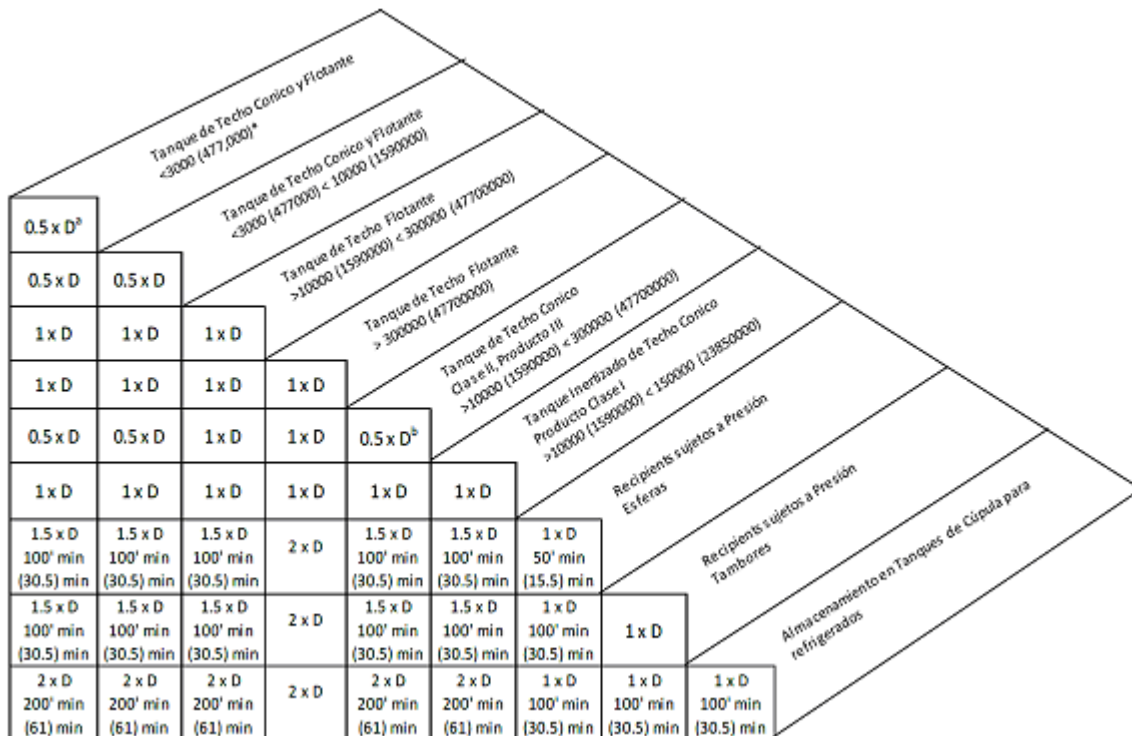 Tanque de Techo Conico y Flotante
<3000 (477,000)*
Tanque de Techo Conico y Flotante
<3000 (477000) < 10000 (1590000)
Tanque de Techo Flotante
>10000 (1590000) < 300000 (47700000)
Tanque de Techo Flotante
> 300000 (47700000)
Tanque de Techo Conico
Clase II, Producto III
>10000 (1590000) < 300000 (47700000)
Tanque Inertizado de Techo Conico
Producto Clase I
>10000 (1590000) < 150000 (23850000)
Recipients sujetos a Presión
Esferas
Recipients sujetos a Presión
Tambores
Almacenamiento en Tanques de Cúpula para
refrigerados
0.5 x Dᵃ
0.5 x D 0.5 x D
1 x D 1 x D 1 x D
1 x D 1 x D 1 x D 1 x D
0.5 x D 0.5 x D 1 x D 1 x D 0.5 x Dᵇ
1 x D 1 x D 1 x D 1 x D 1 x D 1 x D
1.5 x D 1.5 x D 1.5 x D 2 x D 1.5 x D 1.5 x D 1 x D
100' min 100' min 100' min 100' min 100' min 50' min
(30.5) min (30.5) min (30.5) min (30.5) min (30.5) min (15.5) min
1.5 x D 1.5 x D 1.5 x D 2 x D 1.5 x D 1.5 x D 1 x D 1 x D
100' min 100' min 100' min 100' min 100' min 100' min
(30.5) min (30.5) min (30.5) min (30.5) min (30.5) min (30.5) min
2 x D 2 x D 2 x D 2 x D 2 x D 2 x D 1 x D 1 x D 1 x D
200' min 200' min 200' min 200' min 200' min 100' min 100' min 100' min
(61) min (61) min (61) min (61) min (61) min (30.5) min (30.5) min (30.5) min